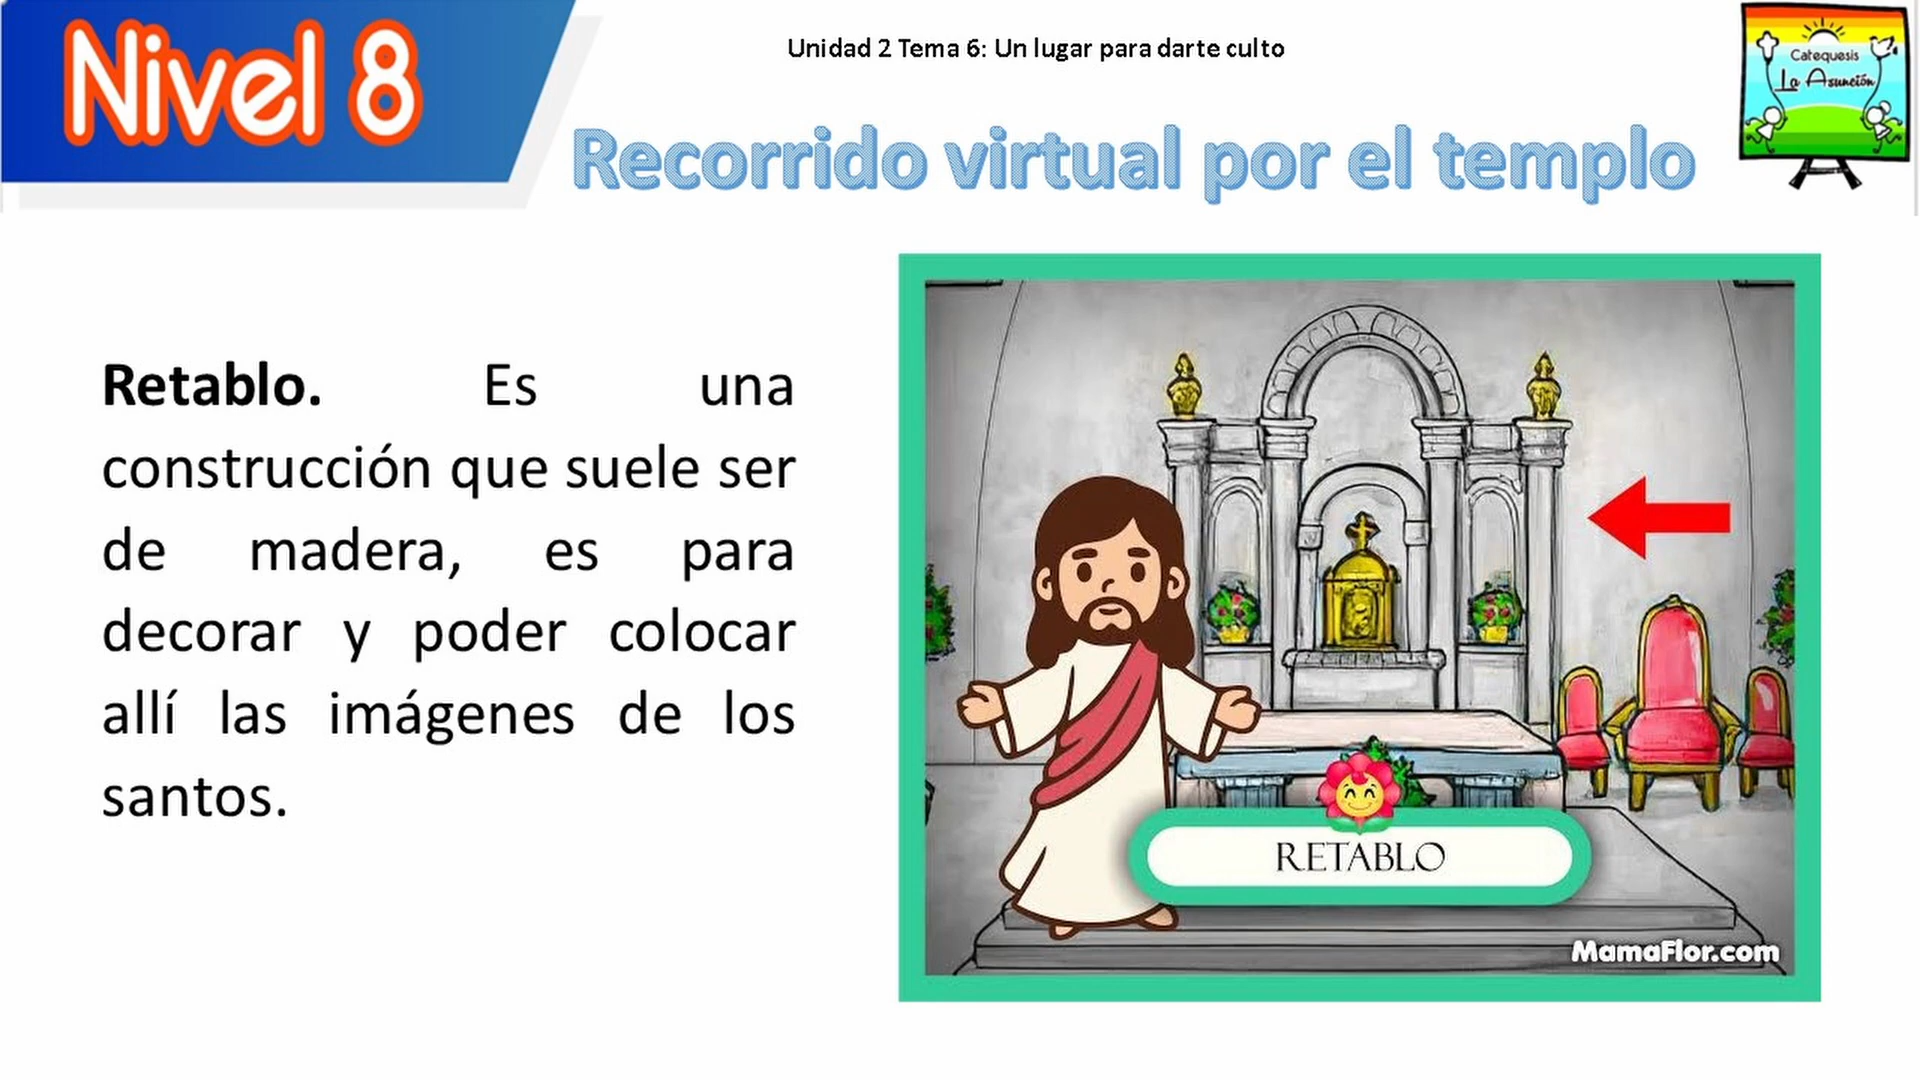 Nivel 8
Unidad 2 Tema 6: Un lugar para darte culto
Catequesis
La Asunción
Recorrido virtual por el templo
Retablo. Es una
construcción que suele ser
de madera, es para
decorar y poder colocar
allí las imágenes de los
santos.
RETABLO
MamaFlor.com